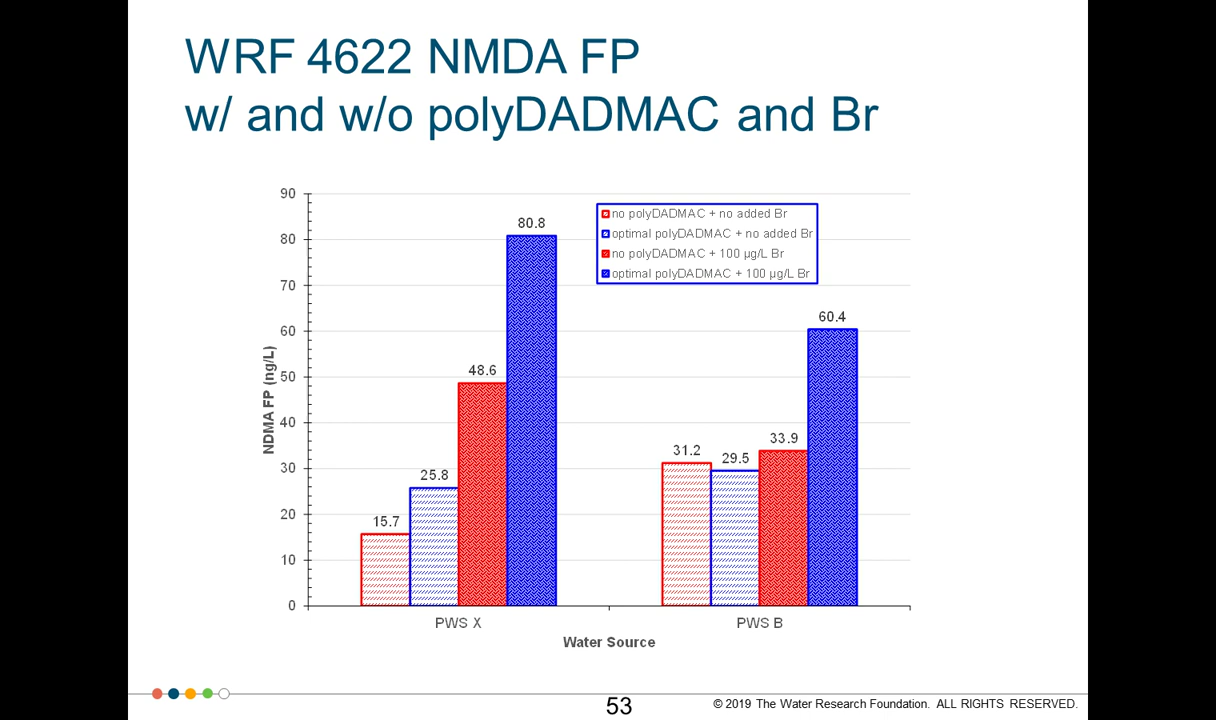 WRF 4622 NMDA FP
w/ and w/o polyDADMAC and Br
90
80
70
60
50
40
30
20
10
0
NDMA FP (ng/L)
no polyDADMAC + no added Br
optimal polyDADMAC + no added Br
no polyDADMAC + 100 µg/L Br
optimal polyDADMAC + 100 µg/L Br
15.7
25.8
48.6
80.8
31.2
29.5
33.9
60.4
PWS X
PWS B
Water Source
53
© 2019 The Water Research Foundation. ALL RIGHTS RESERVED.